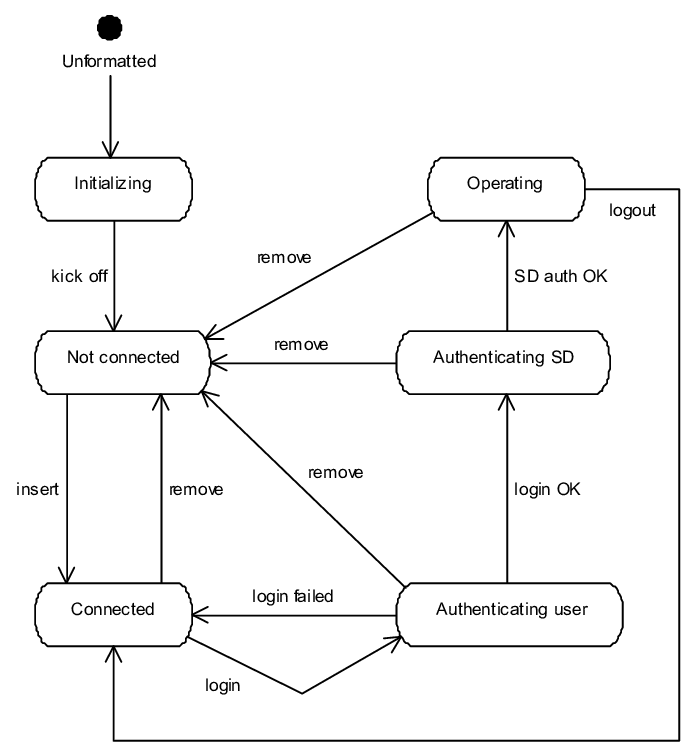 Unformatted
Initializing
Operating
logout
remove
kick off
SD auth OK
remove
Not connected
Authenticating SD
remove
insert
remove
login OK
login failed
Connected
Authenticating user
login